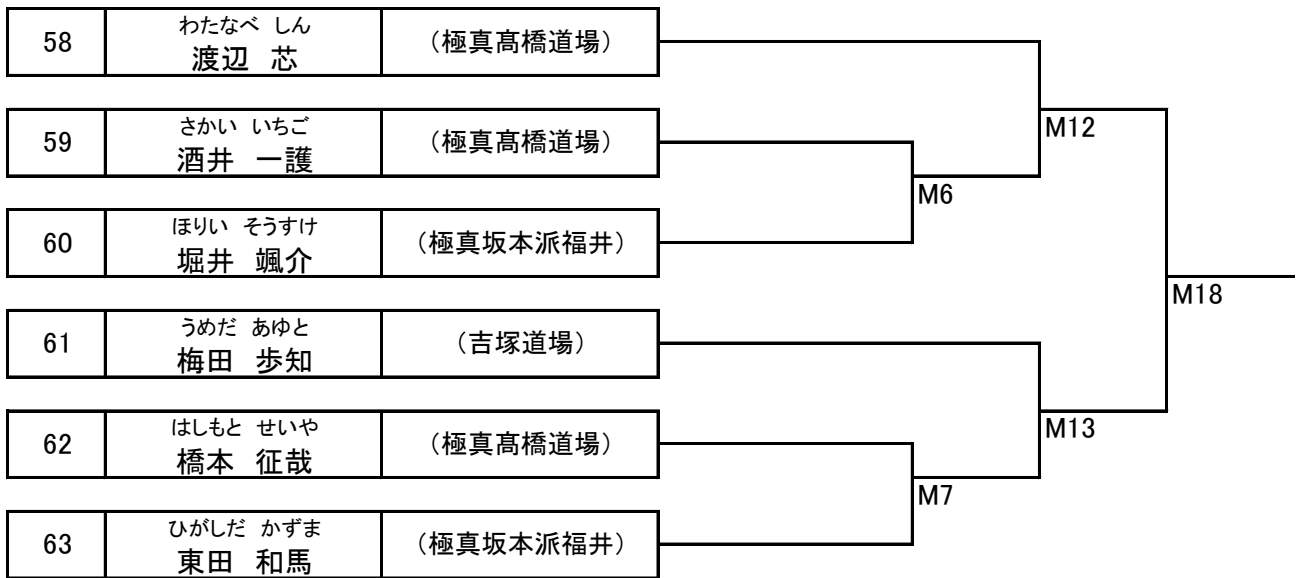 わたなべ しん
58 渡辺 芯 (極真髙橋道場)
M12
さかい いちご
59 酒井 一護 (極真髙橋道場)
M6
ほりい そうすけ
60 堀井 颯介 (極真坂本派福井)
M18
うめだ あゆと
61 梅田 歩知 (吉塚道場)
M13
はしもと せいや
62 橋本 征哉 (極真髙橋道場)
M7
ひがしだ かずま
63 東田 和馬 (極真坂本派福井)